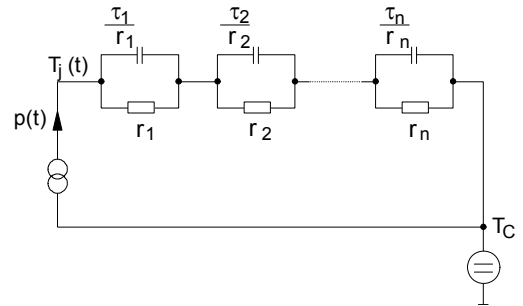 τ1 τ2 τn
r1 r2 rn
Tj (t)
p(t) r1 r2 rn
TC